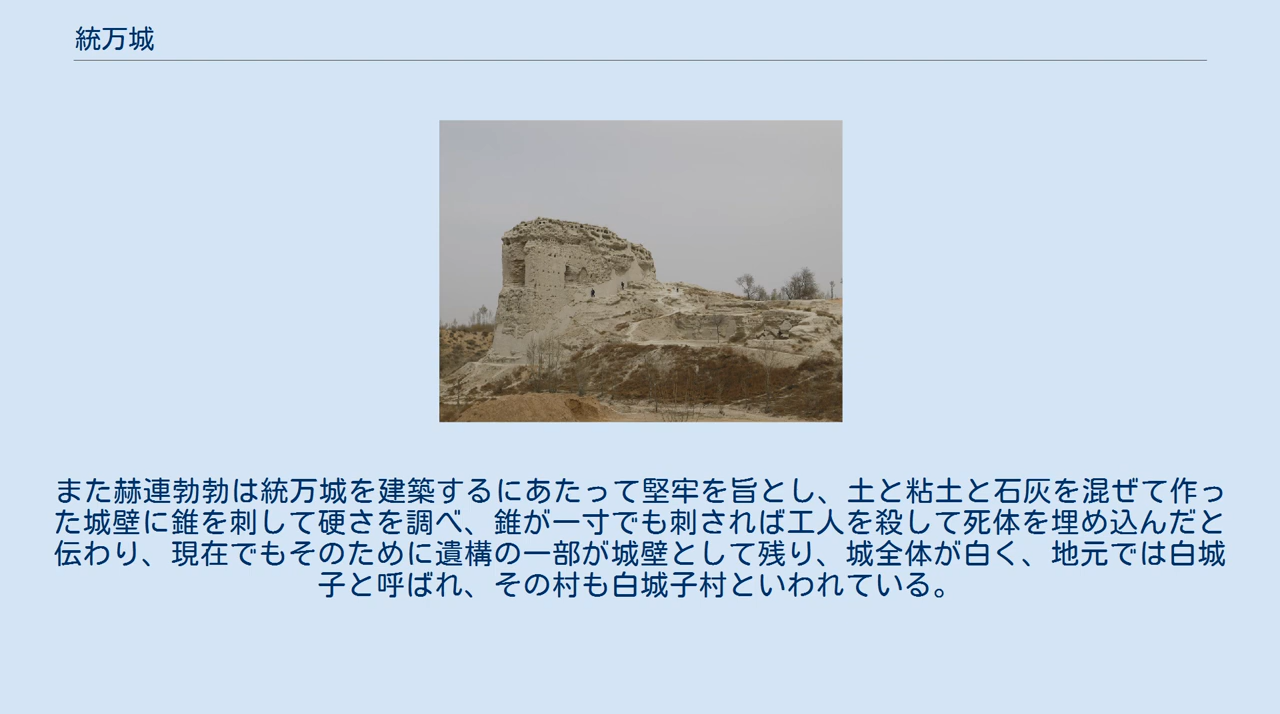 統万城
また赫連勃勃は統万城を建築するにあたって堅牢を旨とし、土と粘土と石灰を混ぜて作っ
た城壁に錐を刺して硬さを調べ、錐が一寸でも刺されば工人を殺して死体を埋め込んだと
伝わり、現在でもそのために遺構の一部が城壁として残り、城全体が白く、地元では白城
子と呼ばれ、その村も白城子村といわれている。